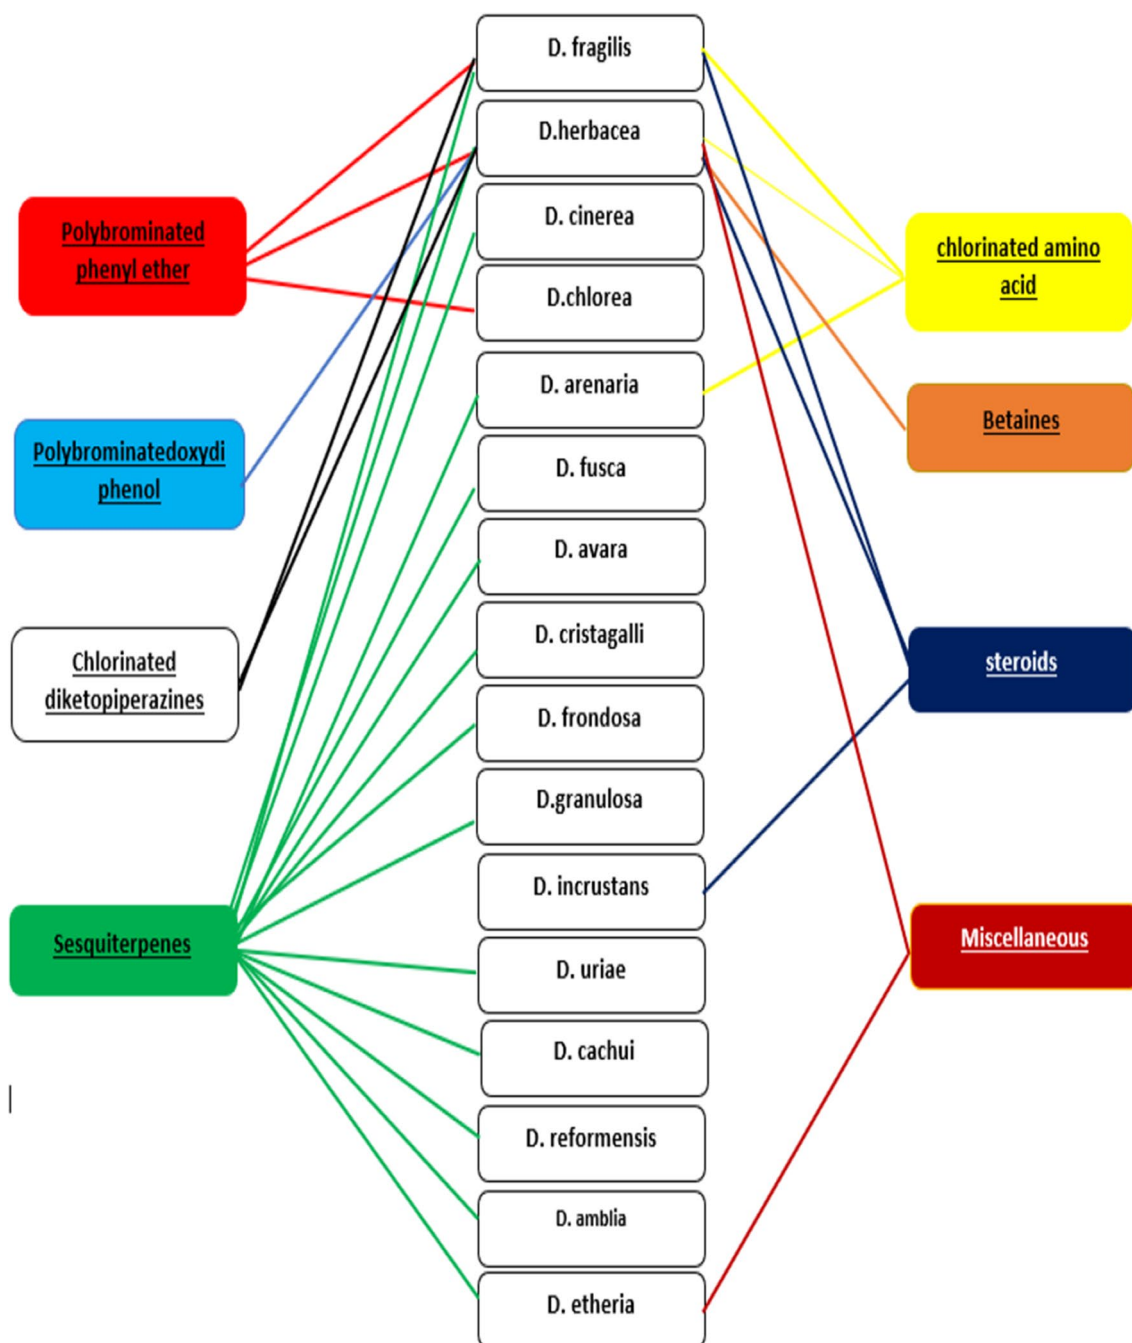 D. fragilis
D.herbacea
D. cinerea
D.chlorea
D. arenaria
D. fusca
D. avara
D. cristagalli
D. frondosa
D.granulosa
D. incrustans
D. uriae
D. cachui
D. reformensis
D. amblia
D. etheria
Polybrominated
phenyl ether
Polybrominatedoxydi
phenol
Chlorinated
diketopiperazines
Sesquiterpenes
chlorinated amino
acid
Betaines
steroids
Miscellaneous